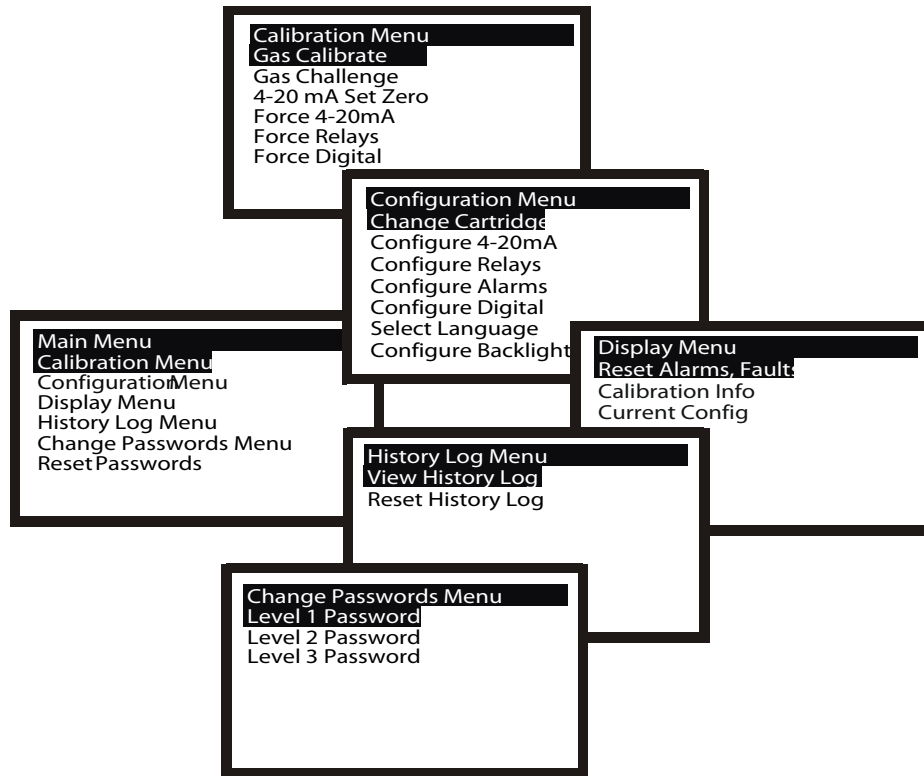 Calibration Menu
Gas Calibrate
Gas Challenge
4-20 mA Set Zero
Force 4-20mA
Force Relays
Force Digital
Configuration Menu
Change Cartridge
Configure 4-20mA
Configure Relays
Configure Alarms
Configure Digital
Select Language
Configure Backlight
Main Menu
Calibration Menu
ConfigurationMenu
Display Menu
History Log Menu
Change Passwords Menu
Reset Passwords
Display Menu
Reset Alarms, Faults
Calibration Info
Current Config
History Log Menu
View History Log
Reset History Log
Change Passwords Menu
Level 1 Password
Level 2 Password
Level 3 Password